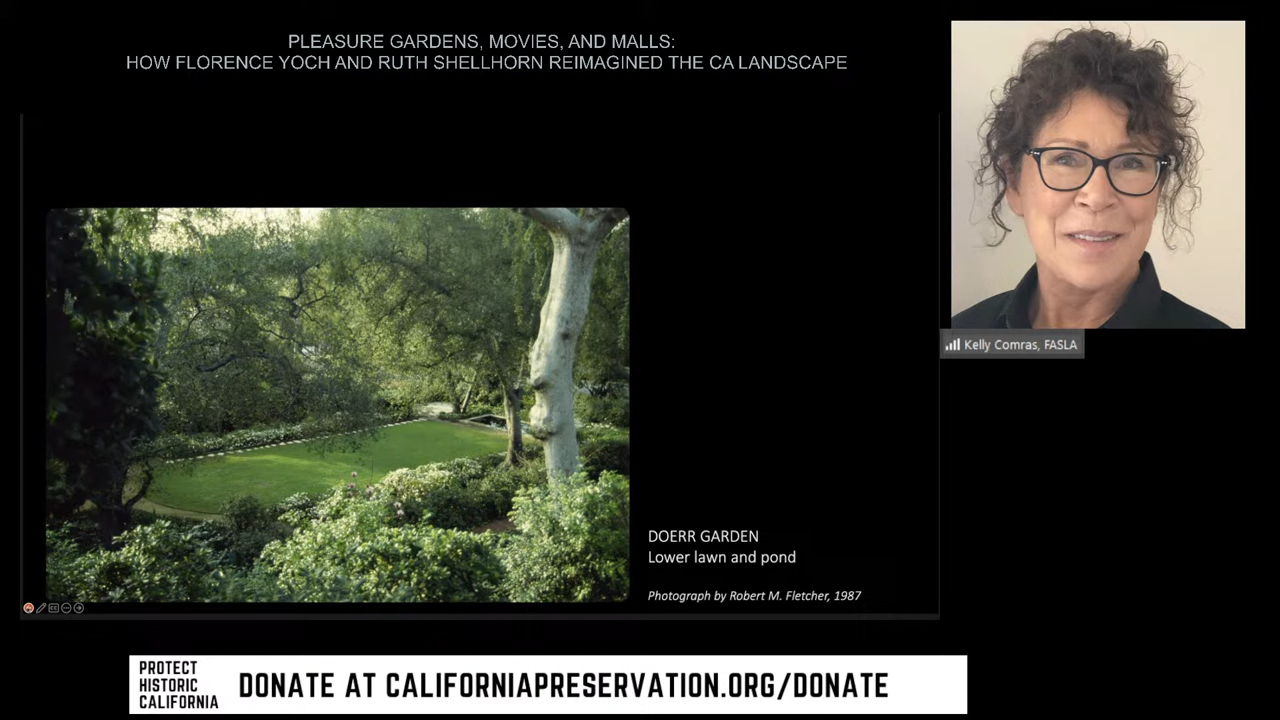 PLEASURE GARDENS, MOVIES, AND MALLS:
HOW FLORENCE YOCH AND RUTH SHELLHORN REIMAGINED THE CA LANDSCAPE
Kelly Comras, FASLA
DOERR GARDEN
Lower lawn and pond
Photograph by Robert M. Fletcher, 1987
PROTECT
HISTORIC
CALIFORNIA
DONATE AT CALIFORNIAPRESERVATION.ORG/DONATE